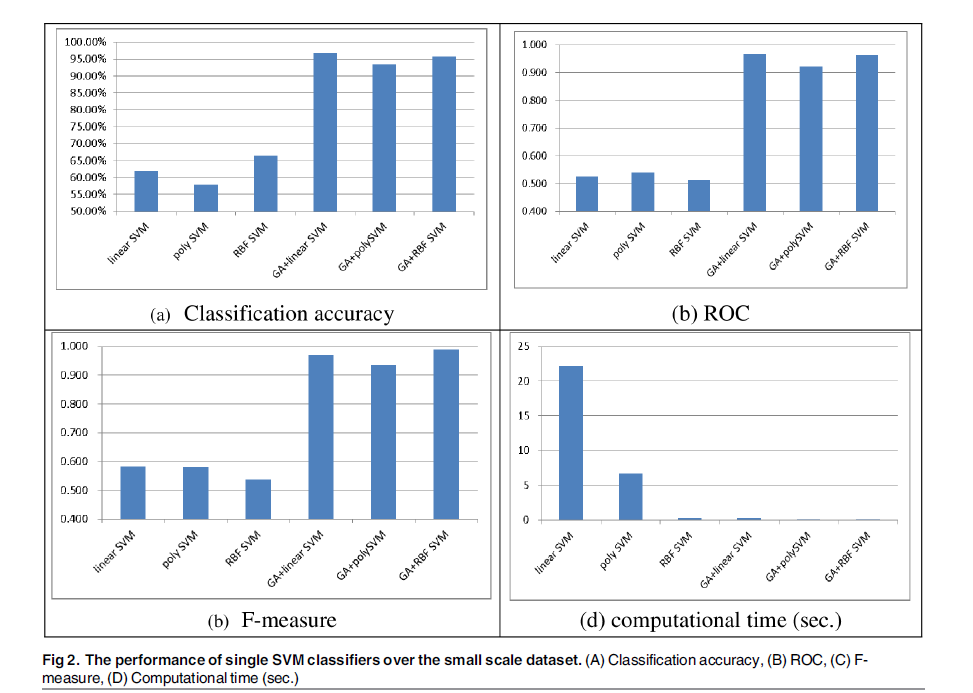 100.00%
95.00%
90.00%
85.00%
80.00%
75.00%
70.00%
65.00%
60.00%
55.00%
50.00%
linear SVM
poly SVM
RBF SVM
GA+linear SVM
GA+polySVM
GA+RBF SVM
(a) Classification accuracy
1.000
0.900
0.800
0.700
0.600
0.500
0.400
linear SVM
poly SVM
RBF SVM
GA+linear SVM
GA+polySVM
GA+RBF SVM
(b) ROC
1.000
0.900
0.800
0.700
0.600
0.500
0.400
linear SVM
poly SVM
RBF SVM
GA+linear SVM
GA+polySVM
GA+RBF SVM
(b) F-measure
25
20
15
10
5
0
linear SVM
poly SVM
RBF SVM
GA+linear SVM
GA+polySVM
GA+RBF SVM
(d) computational time (sec.)
Fig 2. The performance of single SVM classifiers over the small scale dataset. (A) Classification accuracy, (B) ROC, (C) F-
measure, (D) Computational time (sec.)